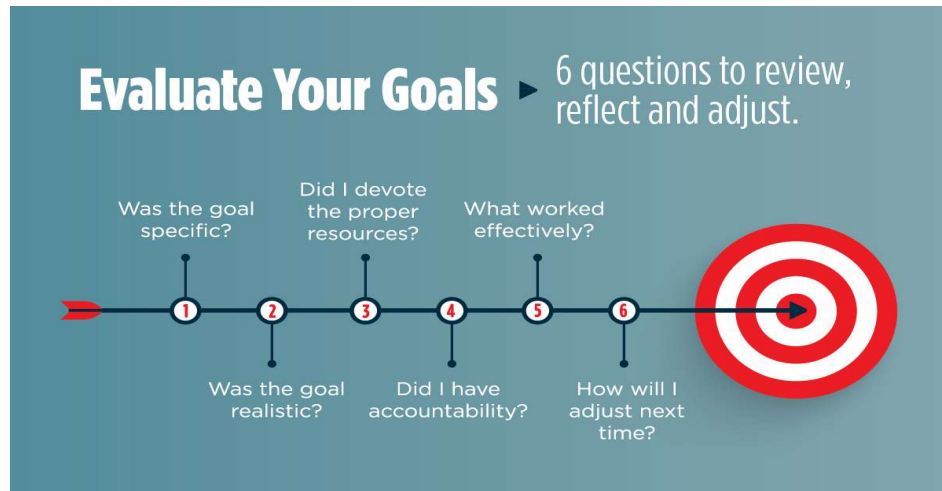 Evaluate Your Goals
6 questions to review,
reflect and adjust.
Was the goal
specific?
1
Was the goal
realistic?
2
Did I devote
the proper
resources?
3
Did I have
accountability?
4
What worked
effectively?
5
How will I
adjust next
time?
6